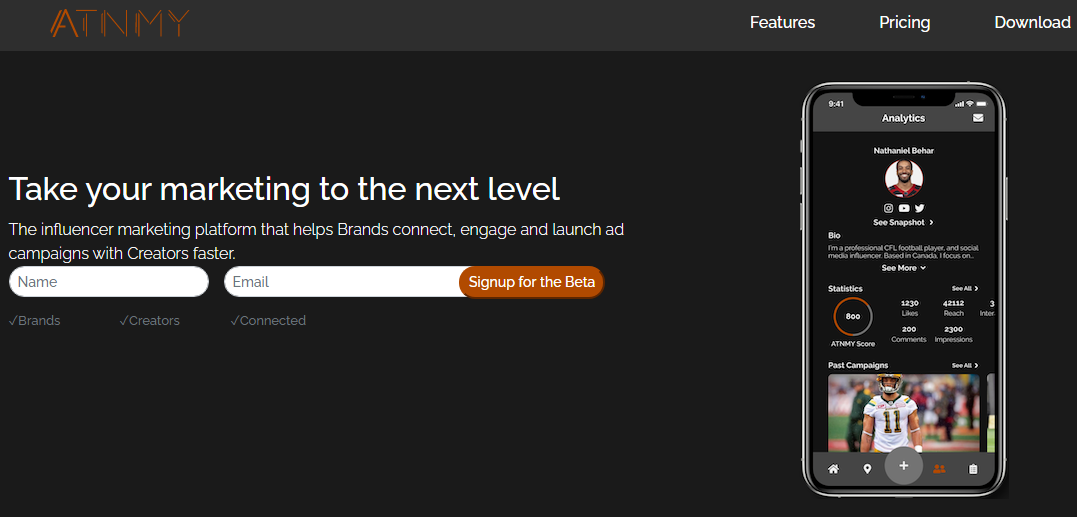 ATNMY
Features
Pricing
Download
Take your marketing to the next level
The influencer marketing platform that helps Brands connect, engage and launch ad
campaigns with Creators faster.
Name
Email
Signup for the Beta
✓Brands
✓Creators
✓Connected
9:41
Analytics
Nathaniel Behar
See Snapshot >
Bio
I'm a professional CFL football player, and social
media influencer. Based in Canada, I focus on...
See More
Statistics
See All >
800
ATNMY Score
1230
Likes
42112
Reach
3
Inter.
200
Comments
2300
Impressions
Past Campaigns
See All >
11
+